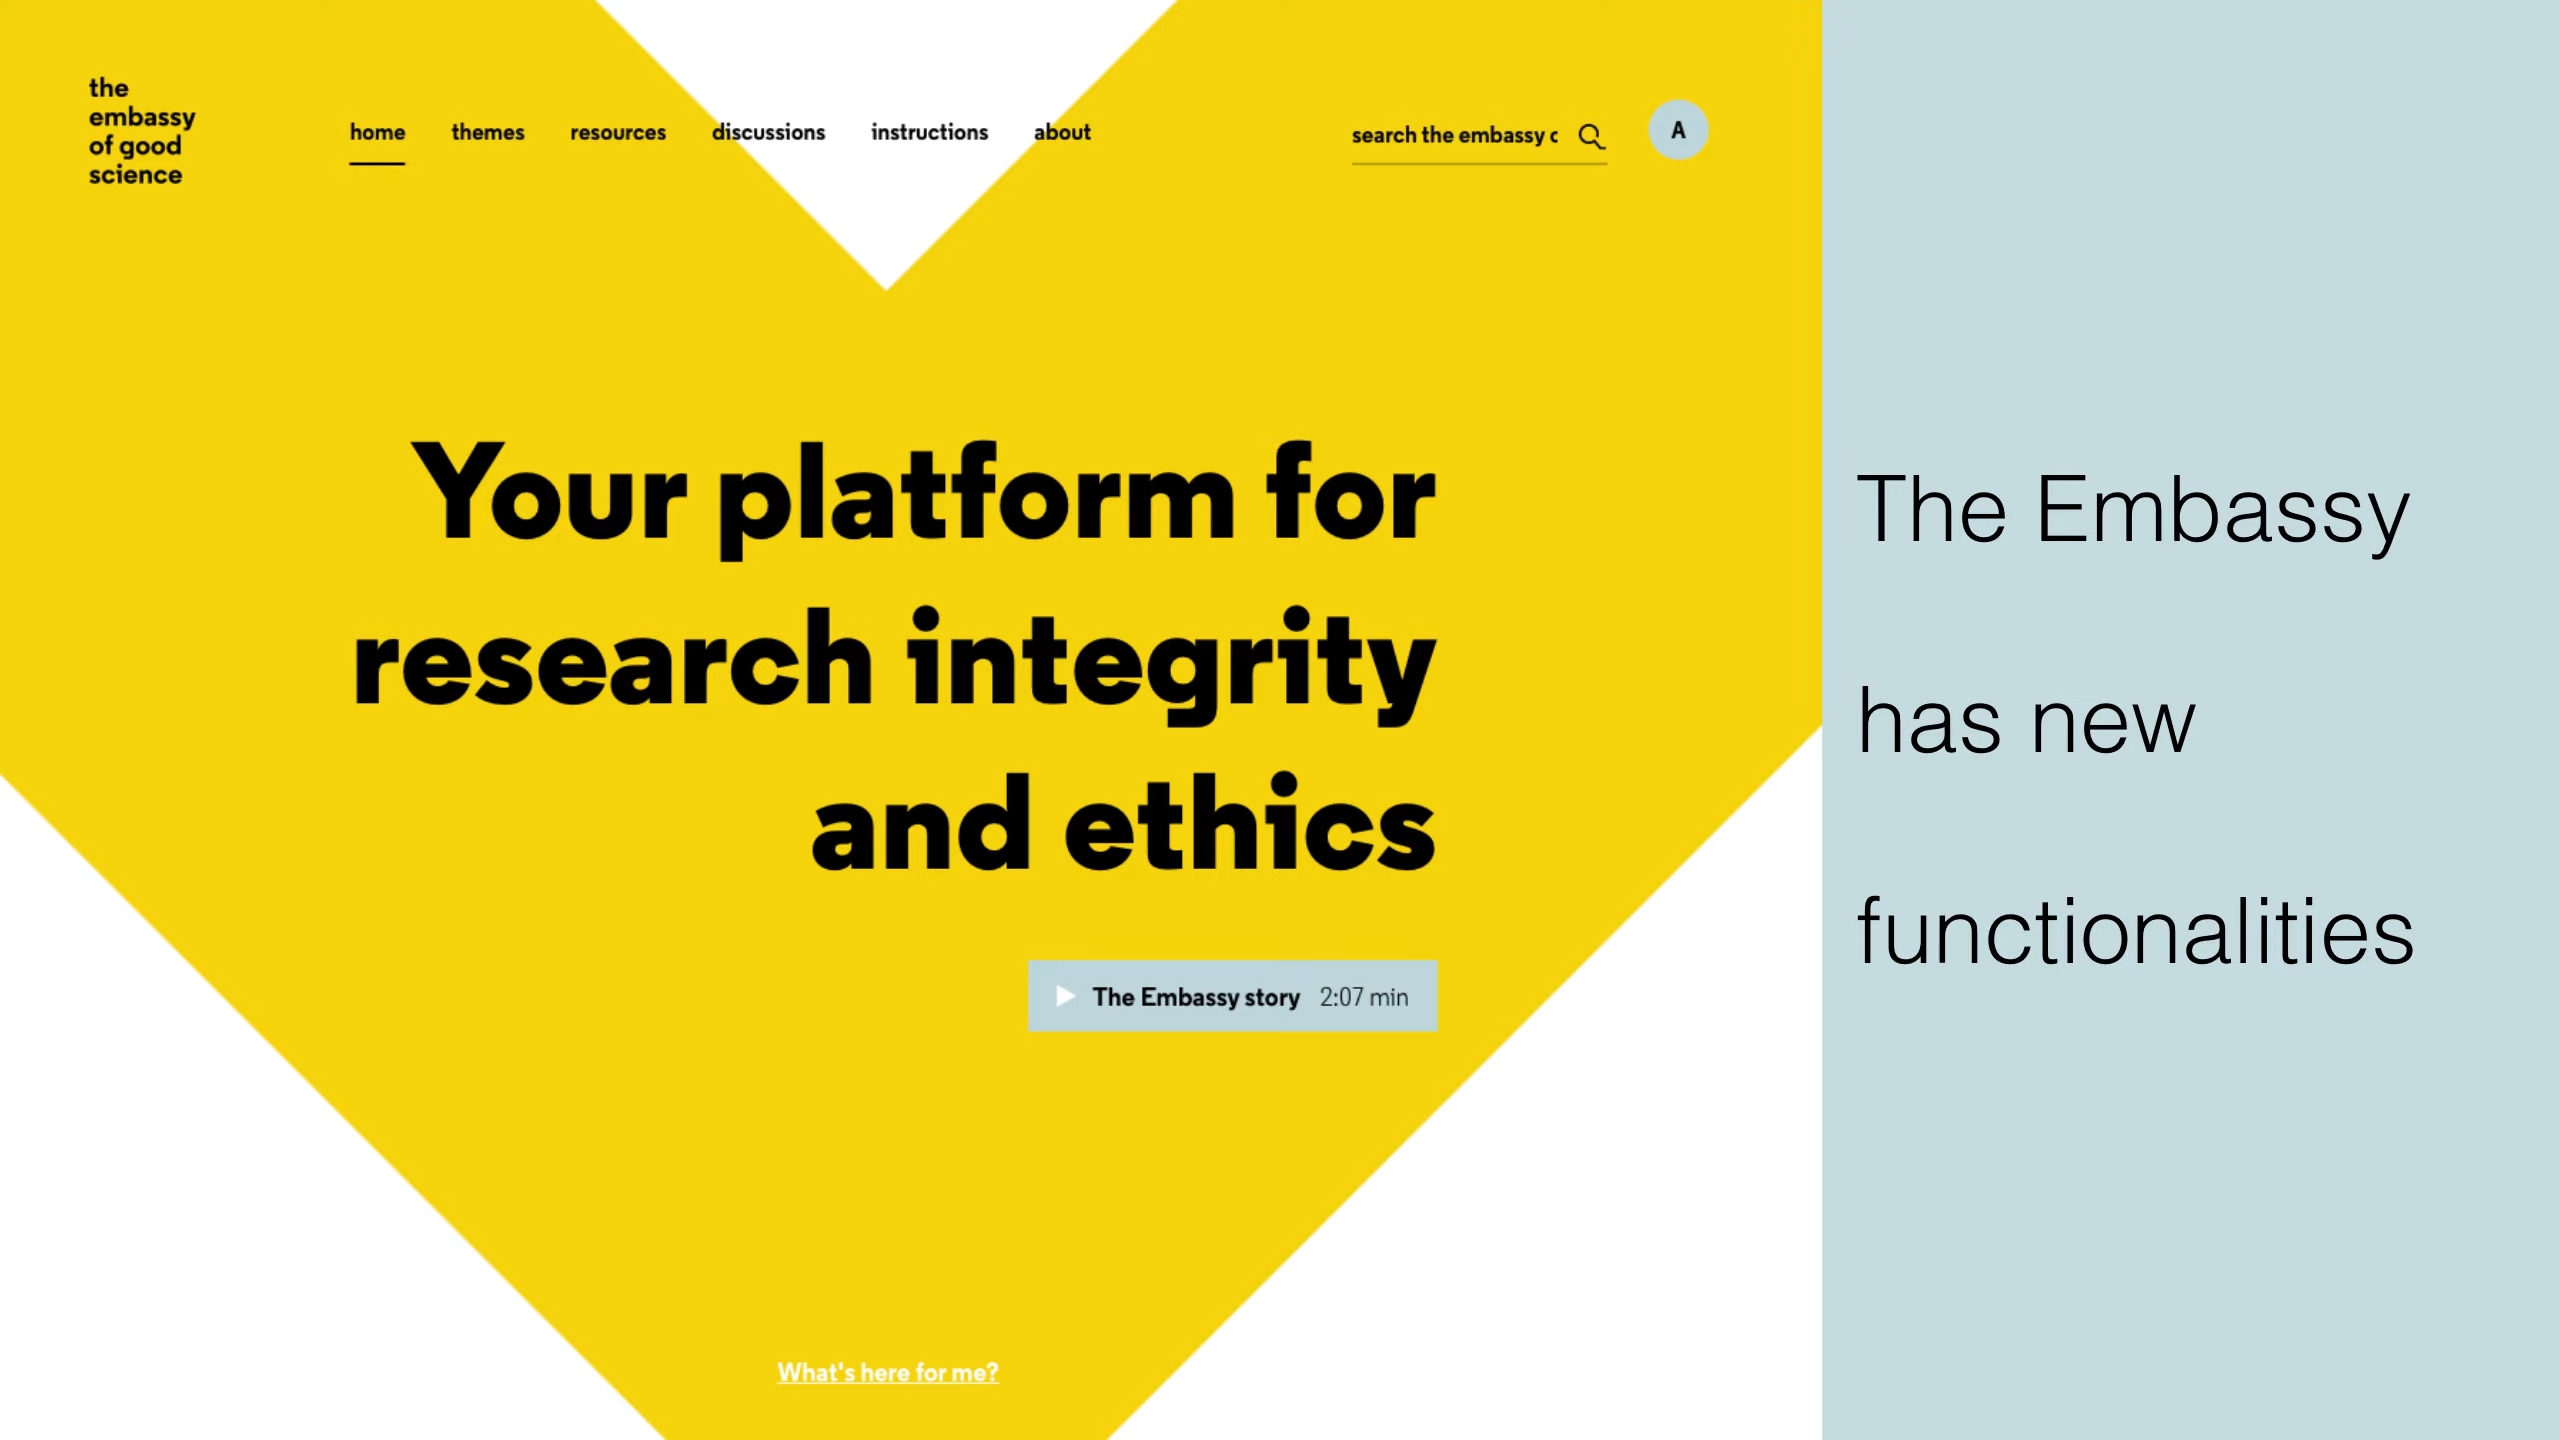 the
embassy
of good
science
home themes resources discussions instructions about
search the embassy
A
Your platform for
research integrity
and ethics
The Embassy story 2:07 min
What's here for me?
The Embassy
has new
functionalities